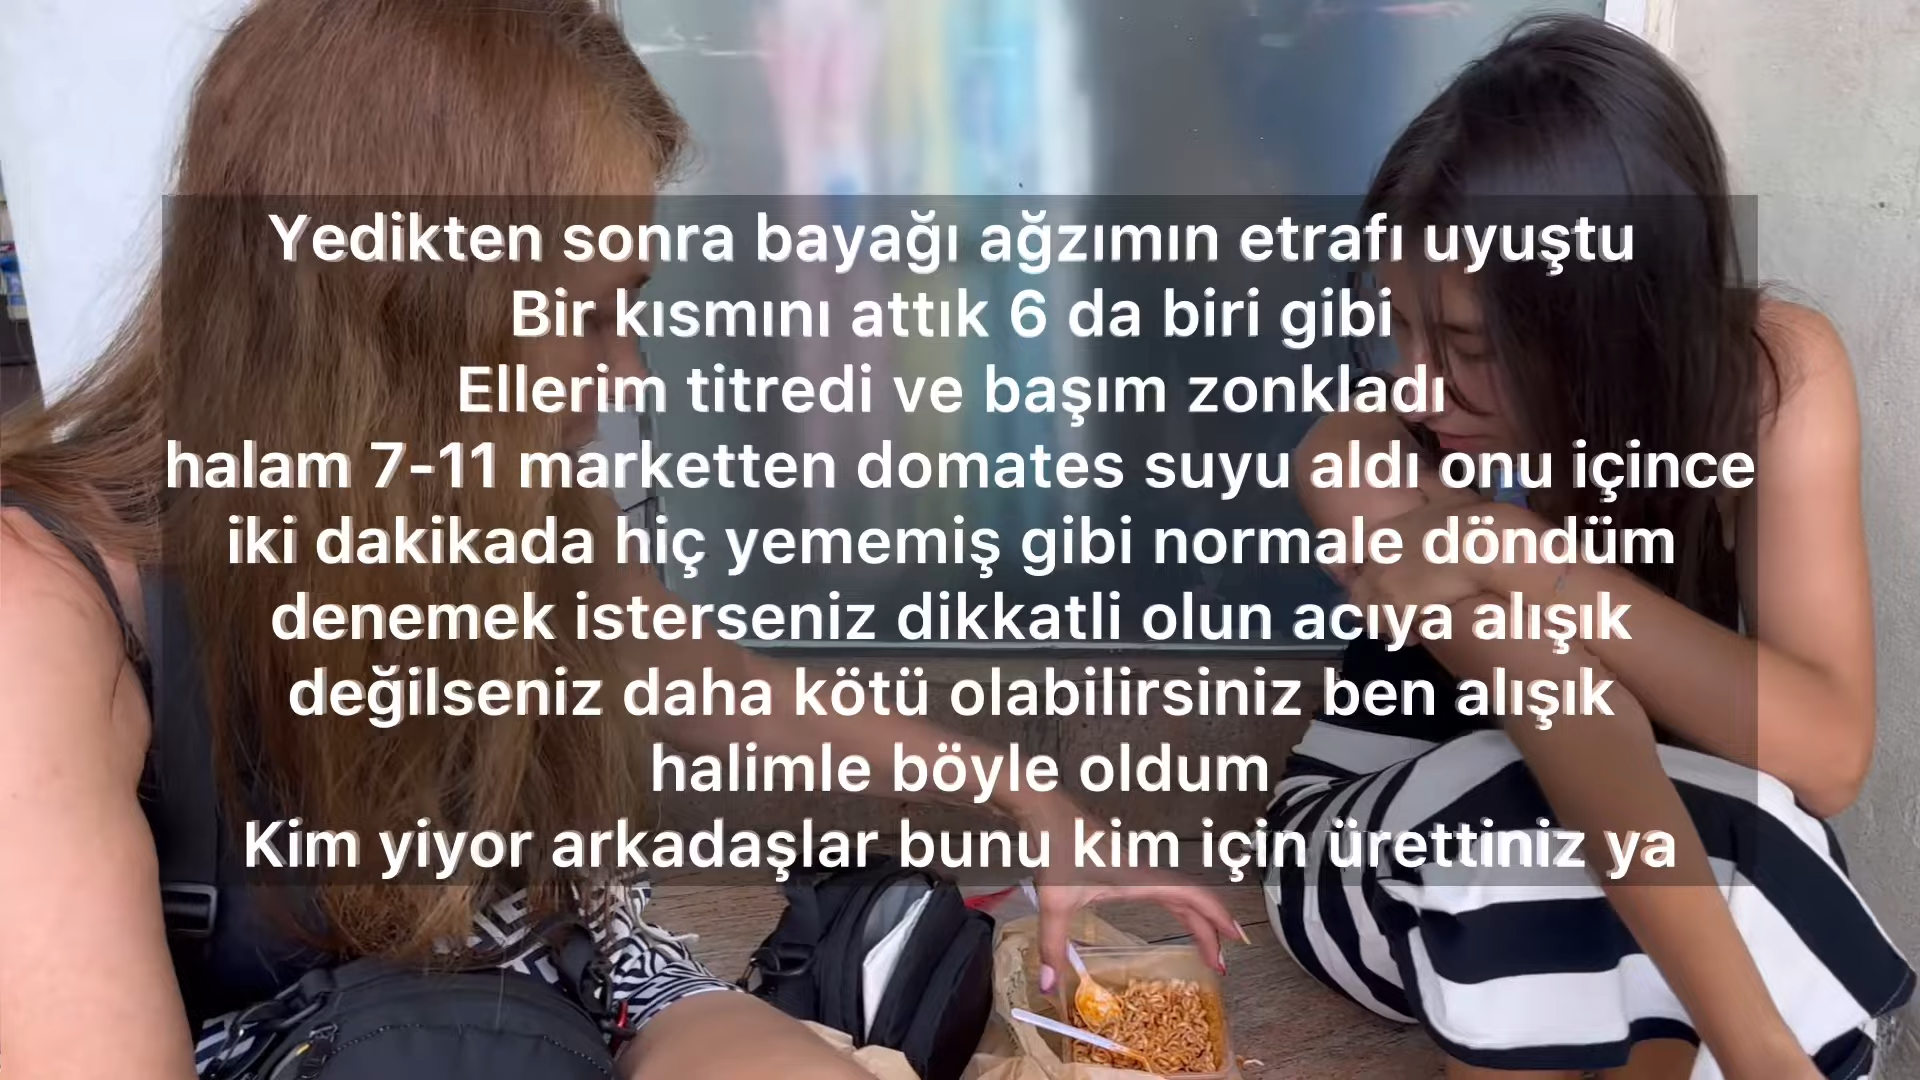 Yedikten sonra bayağı ağzımın etrafı uyuştu
Bir kısmını attık 6 da biri gibi
Ellerim titredi ve başım zonkladı
halam 7-11 marketten domates suyu aldı onu içince
iki dakikada hiç yememiş gibi normale döndüm
denemek isterseniz dikkatli olun acıya alışık
değilseniz daha kötü olabilirsiniz ben alışık
halimle böyle oldum
Kim yiyor arkadaşlar bunu kim için ürettiniz ya